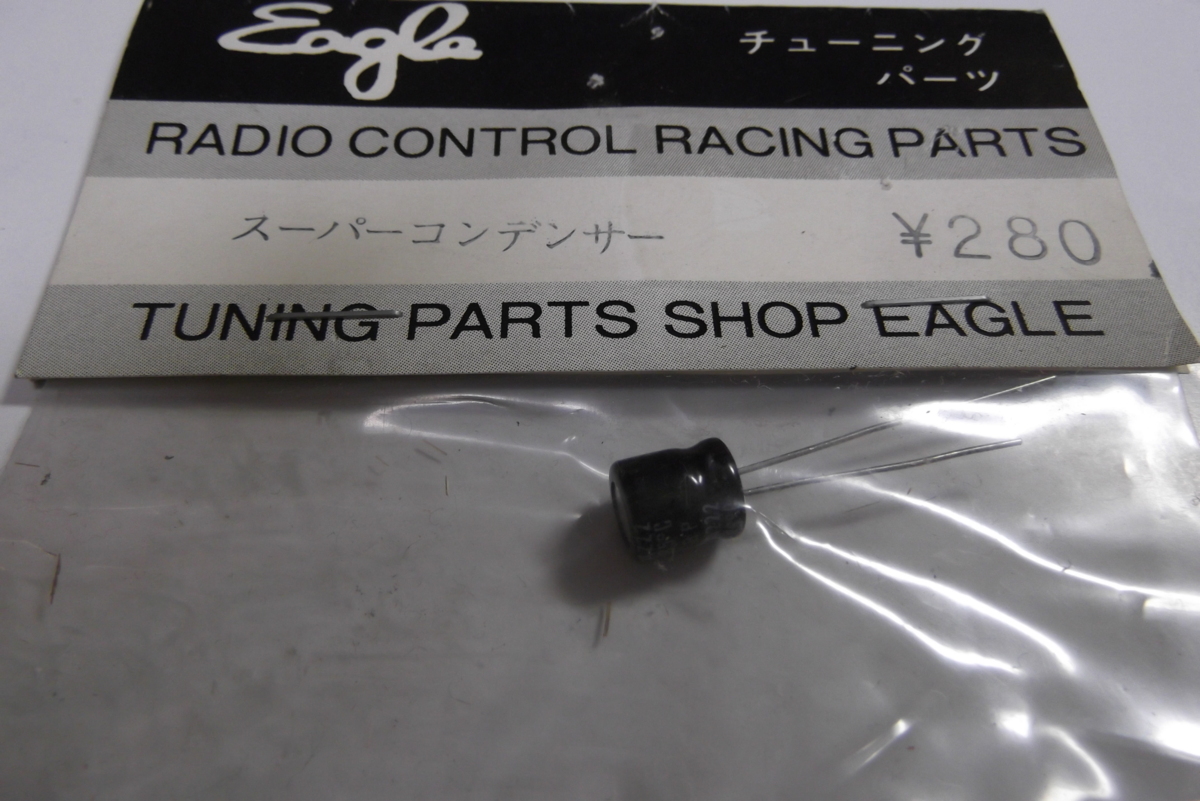 Eagle
チューニング
パーツ
RADIO CONTROL RACING PARTS
スーパーコンデンサー ¥280
TUNING PARTS SHOP EAGLE